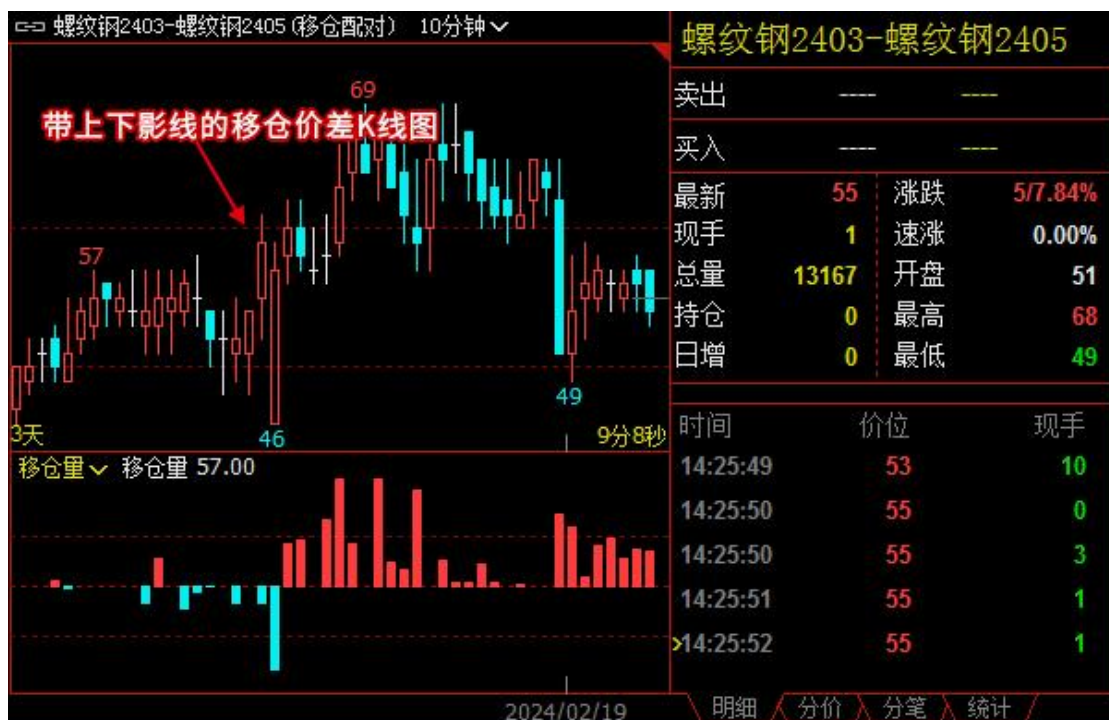 螺纹钢2403-螺纹钢2405(移仓配对) 10分钟
69
带上下影线的移仓价差K线图
57
49
46
3天
9分8秒
移仓量 移仓量 57.00
2024/02/19
螺纹钢2403-螺纹钢2405
卖出 ---- ----
买入 ---- ----
最新 55 涨跌 5/7.84%
现手 1 速涨 0.00%
总量 13167 开盘 51
持仓 0 最高 68
日增 0 最低 49
时间 价位 现手
14:25:49 53 10
14:25:50 55 0
14:25:50 55 3
14:25:51 55 1
14:25:52 55 1
明细 分价 分笔 统计